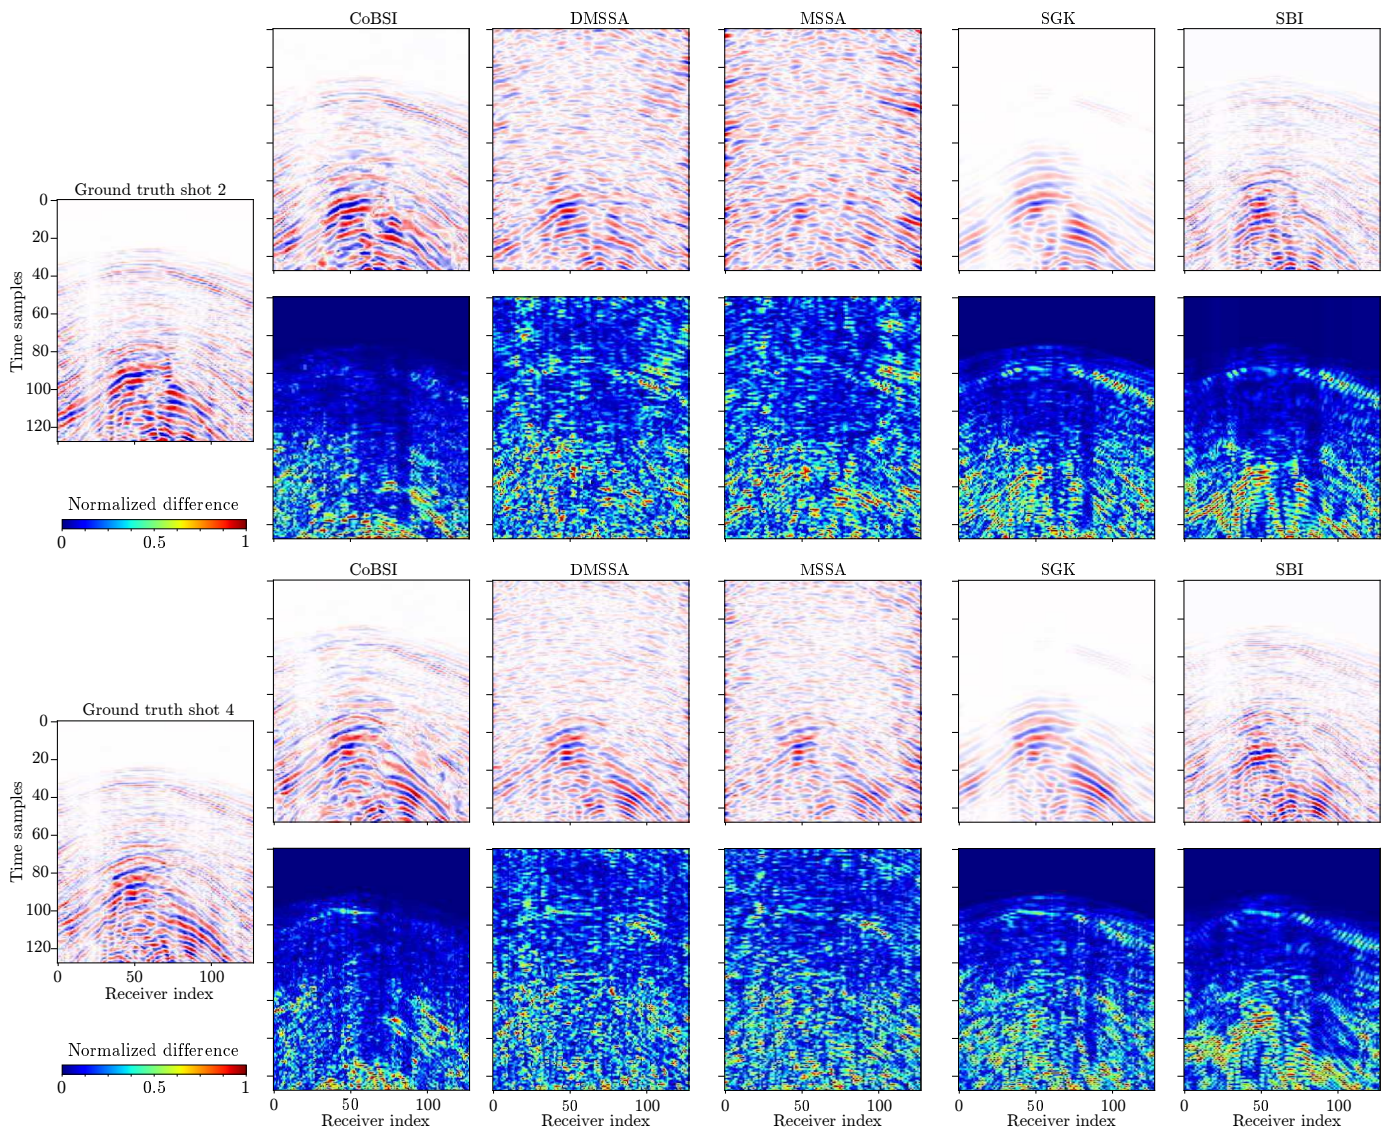 CoBSI DMSSA MSSA SGK SBI
Ground truth shot 2
0
20
40
60
80
100
120
Time samples
Normalized difference
0 0.5 1
CoBSI DMSSA MSSA SGK SBI
Ground truth shot 4
0
20
40
60
80
100
120
Time samples
0 50 100
Receiver index
Normalized difference
0 0.5 1
0 50 100 0 50 100 0 50 100 0 50 100 0 50 100
Receiver index Receiver index Receiver index Receiver index Receiver index